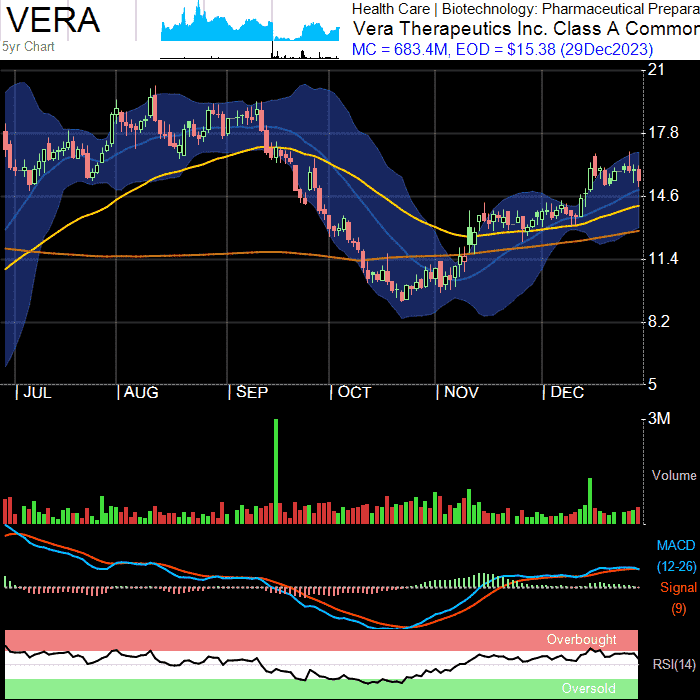 VERA
5yr Chart
Health Care | Biotechnology: Pharmaceutical Prepara
Vera Therapeutics Inc. Class A Common
MC = 683.4M, EOD = $15.38 (29Dec2023)
21
17.8
14.6
11.4
8.2
5
JUL
AUG
SEP
OCT
NOV
DEC
3M
Volume
MACD
(12-26)
Signal
(9)
Overbought
RSI(14)
Oversold